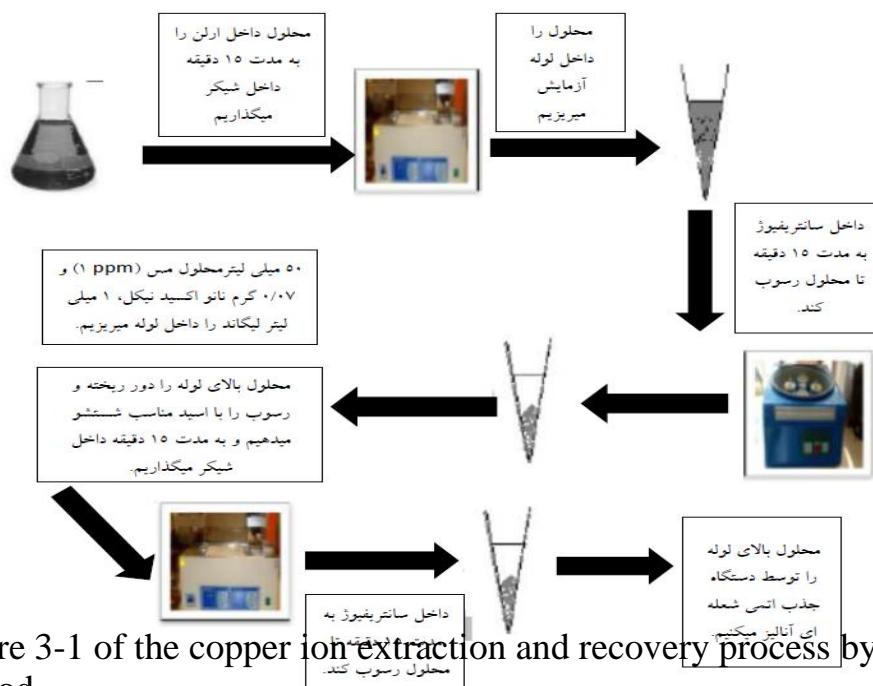 محلول داخل ارلن را
به مدت ۱۵ دقیقه
داخل شیکر
میگذاریم
محلول را
داخل لوله
آزمایش
میریزیم
داخل سانتریفیوژ
به مدت ۱۵ دقیقه
تا محلول رسوب
کند.
۵۰ میلی لیترمحلول مس (۱ ppm) و
۰/۰۷ گرم نانو اکسید نیکل، ۱ میلی
لیتر لیگاند را داخل لوله میریزیم.
محلول بالای لوله را دور ریخته و
رسوب را با اسید مناسب شستشو
میدهیم و به مدت ۱۵ دقیقه داخل
شیکر میگذاریم.
داخل سانتریفیوژ به
مدت ۱۵ دقیقه تا
محلول رسوب کند.
محلول بالای لوله
را توسط دستگاه
جذب اتمی شعله
ای آنالیز میکنیم.
re 3-1 of the copper ion extraction and recovery process by